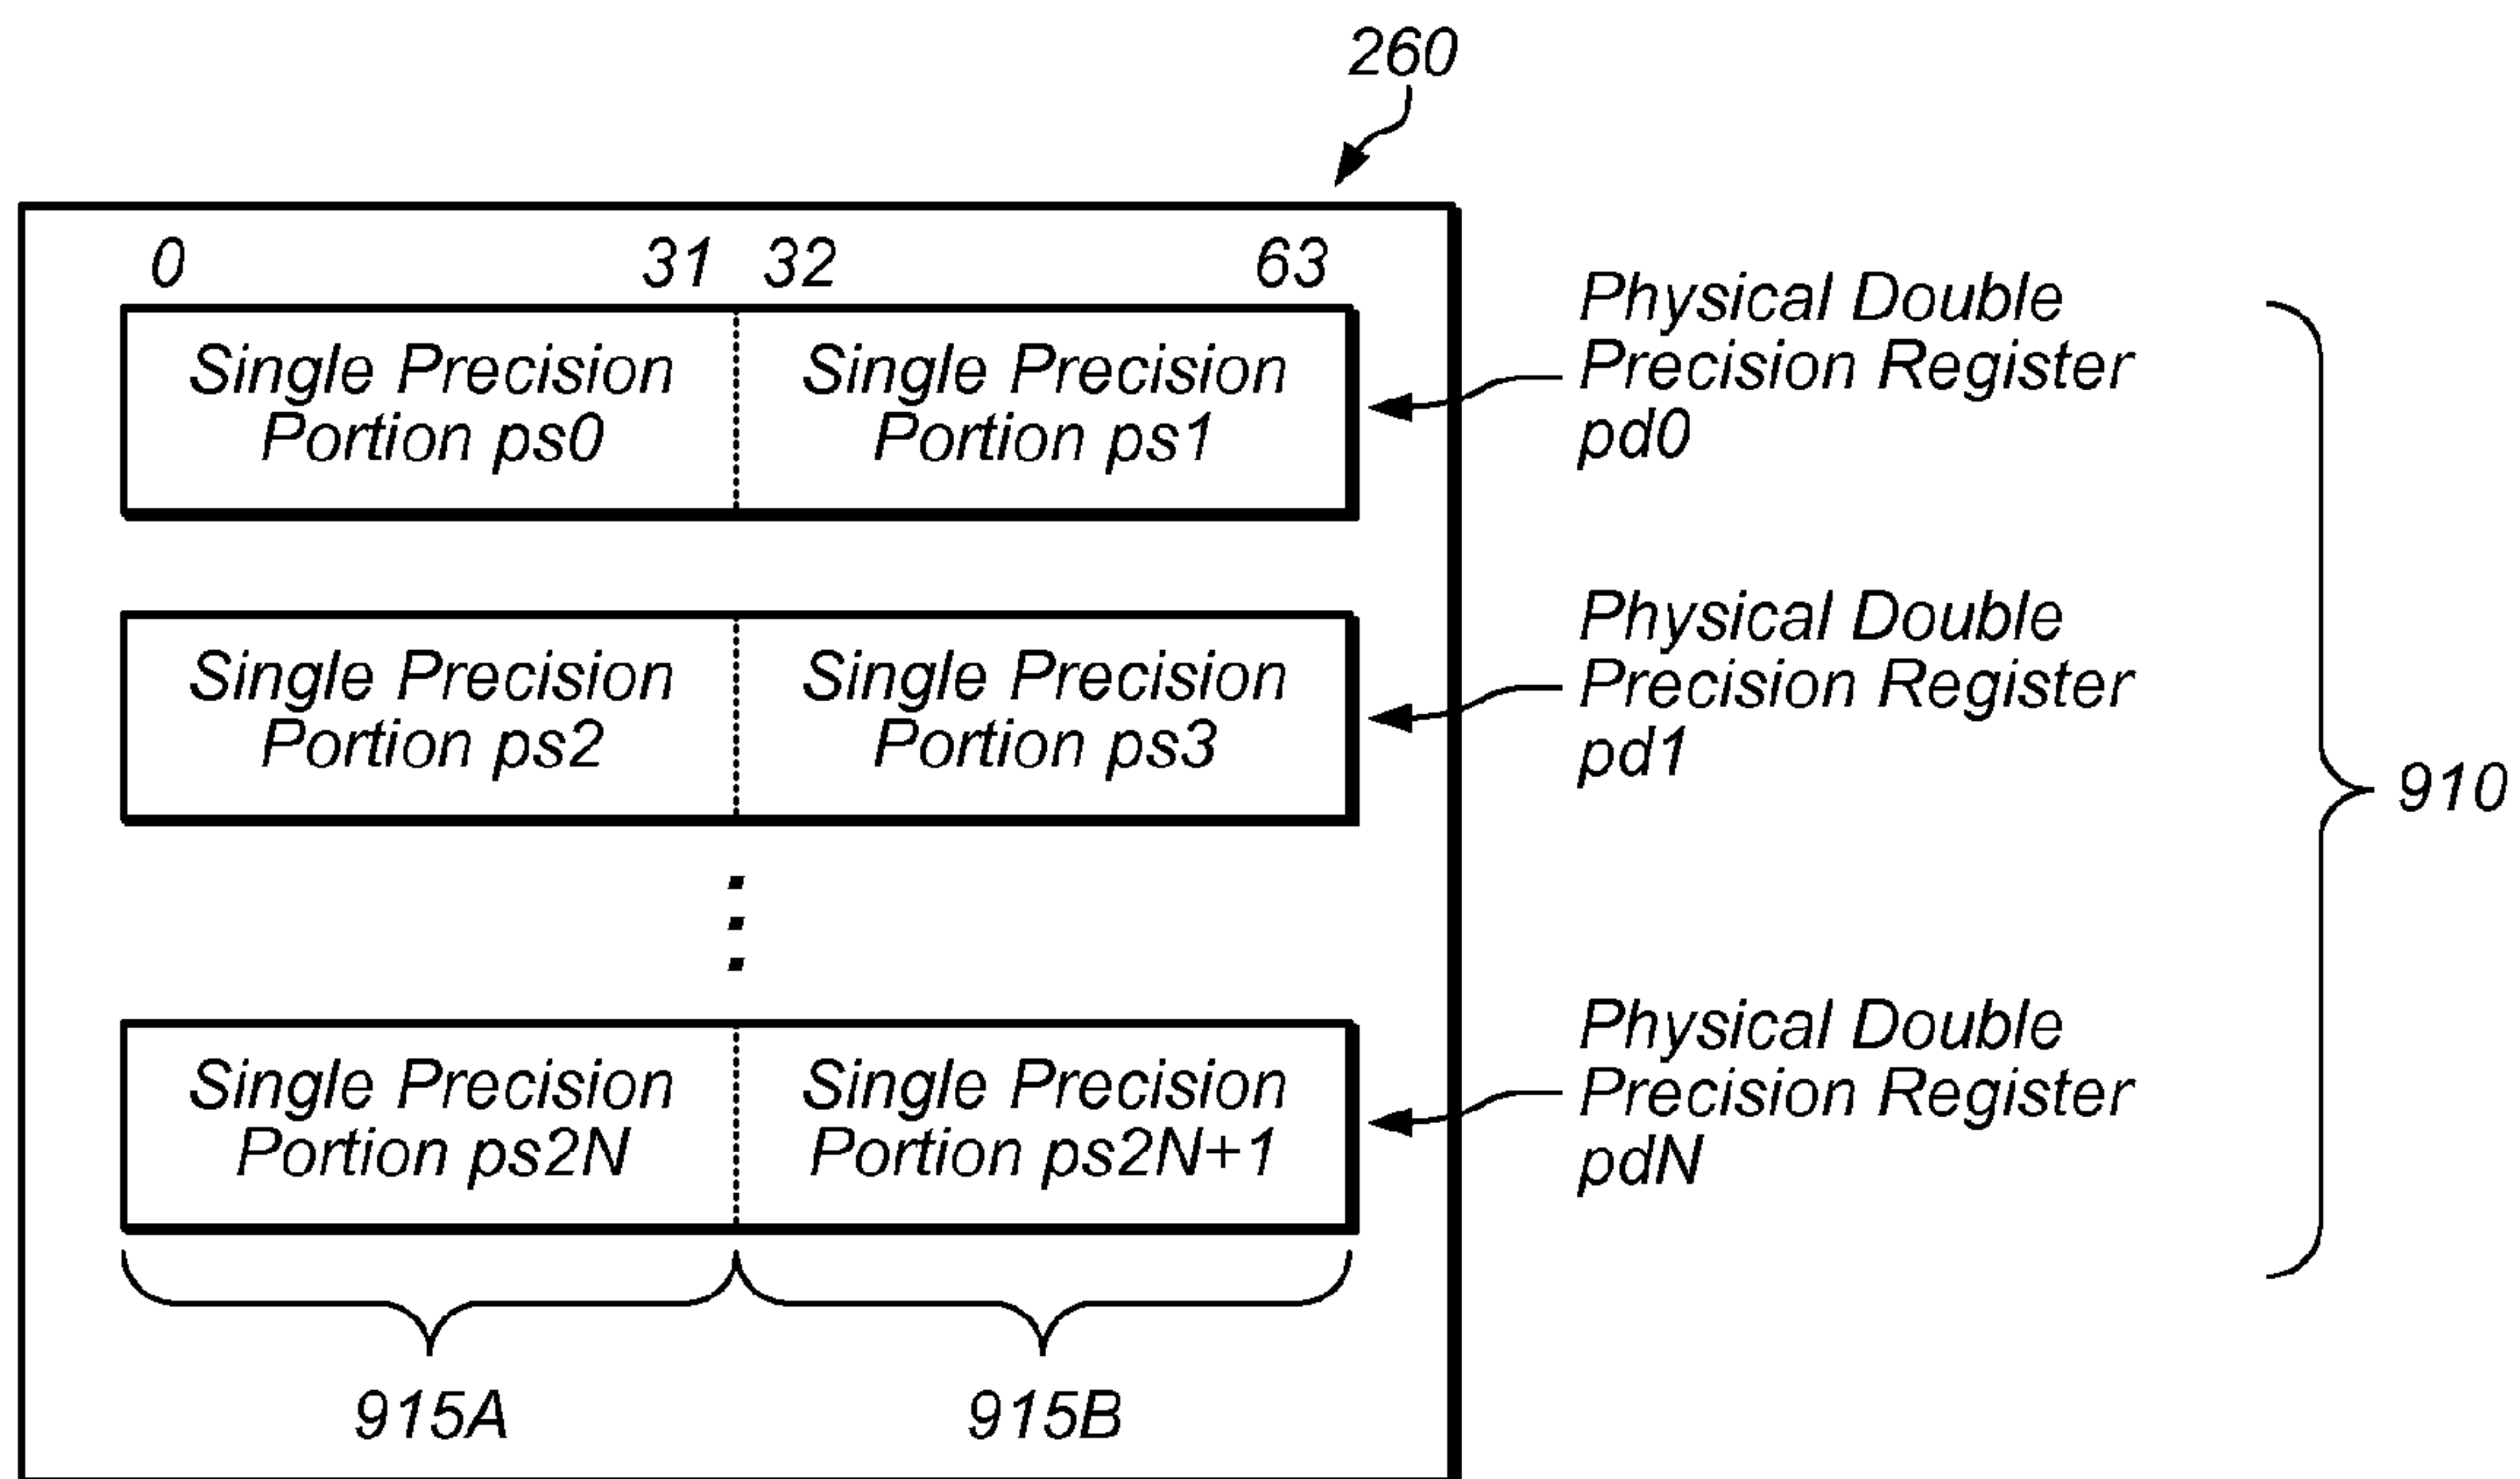 260
0 31 32 63
Single Precision
Portion ps0
Single Precision
Portion ps1
Physical Double
Precision Register
pd0
Single Precision
Portion ps2
Single Precision
Portion ps3
Physical Double
Precision Register
pd1
910
Single Precision
Portion ps2N
Single Precision
Portion ps2N+1
Physical Double
Precision Register
pdN
915A
915B